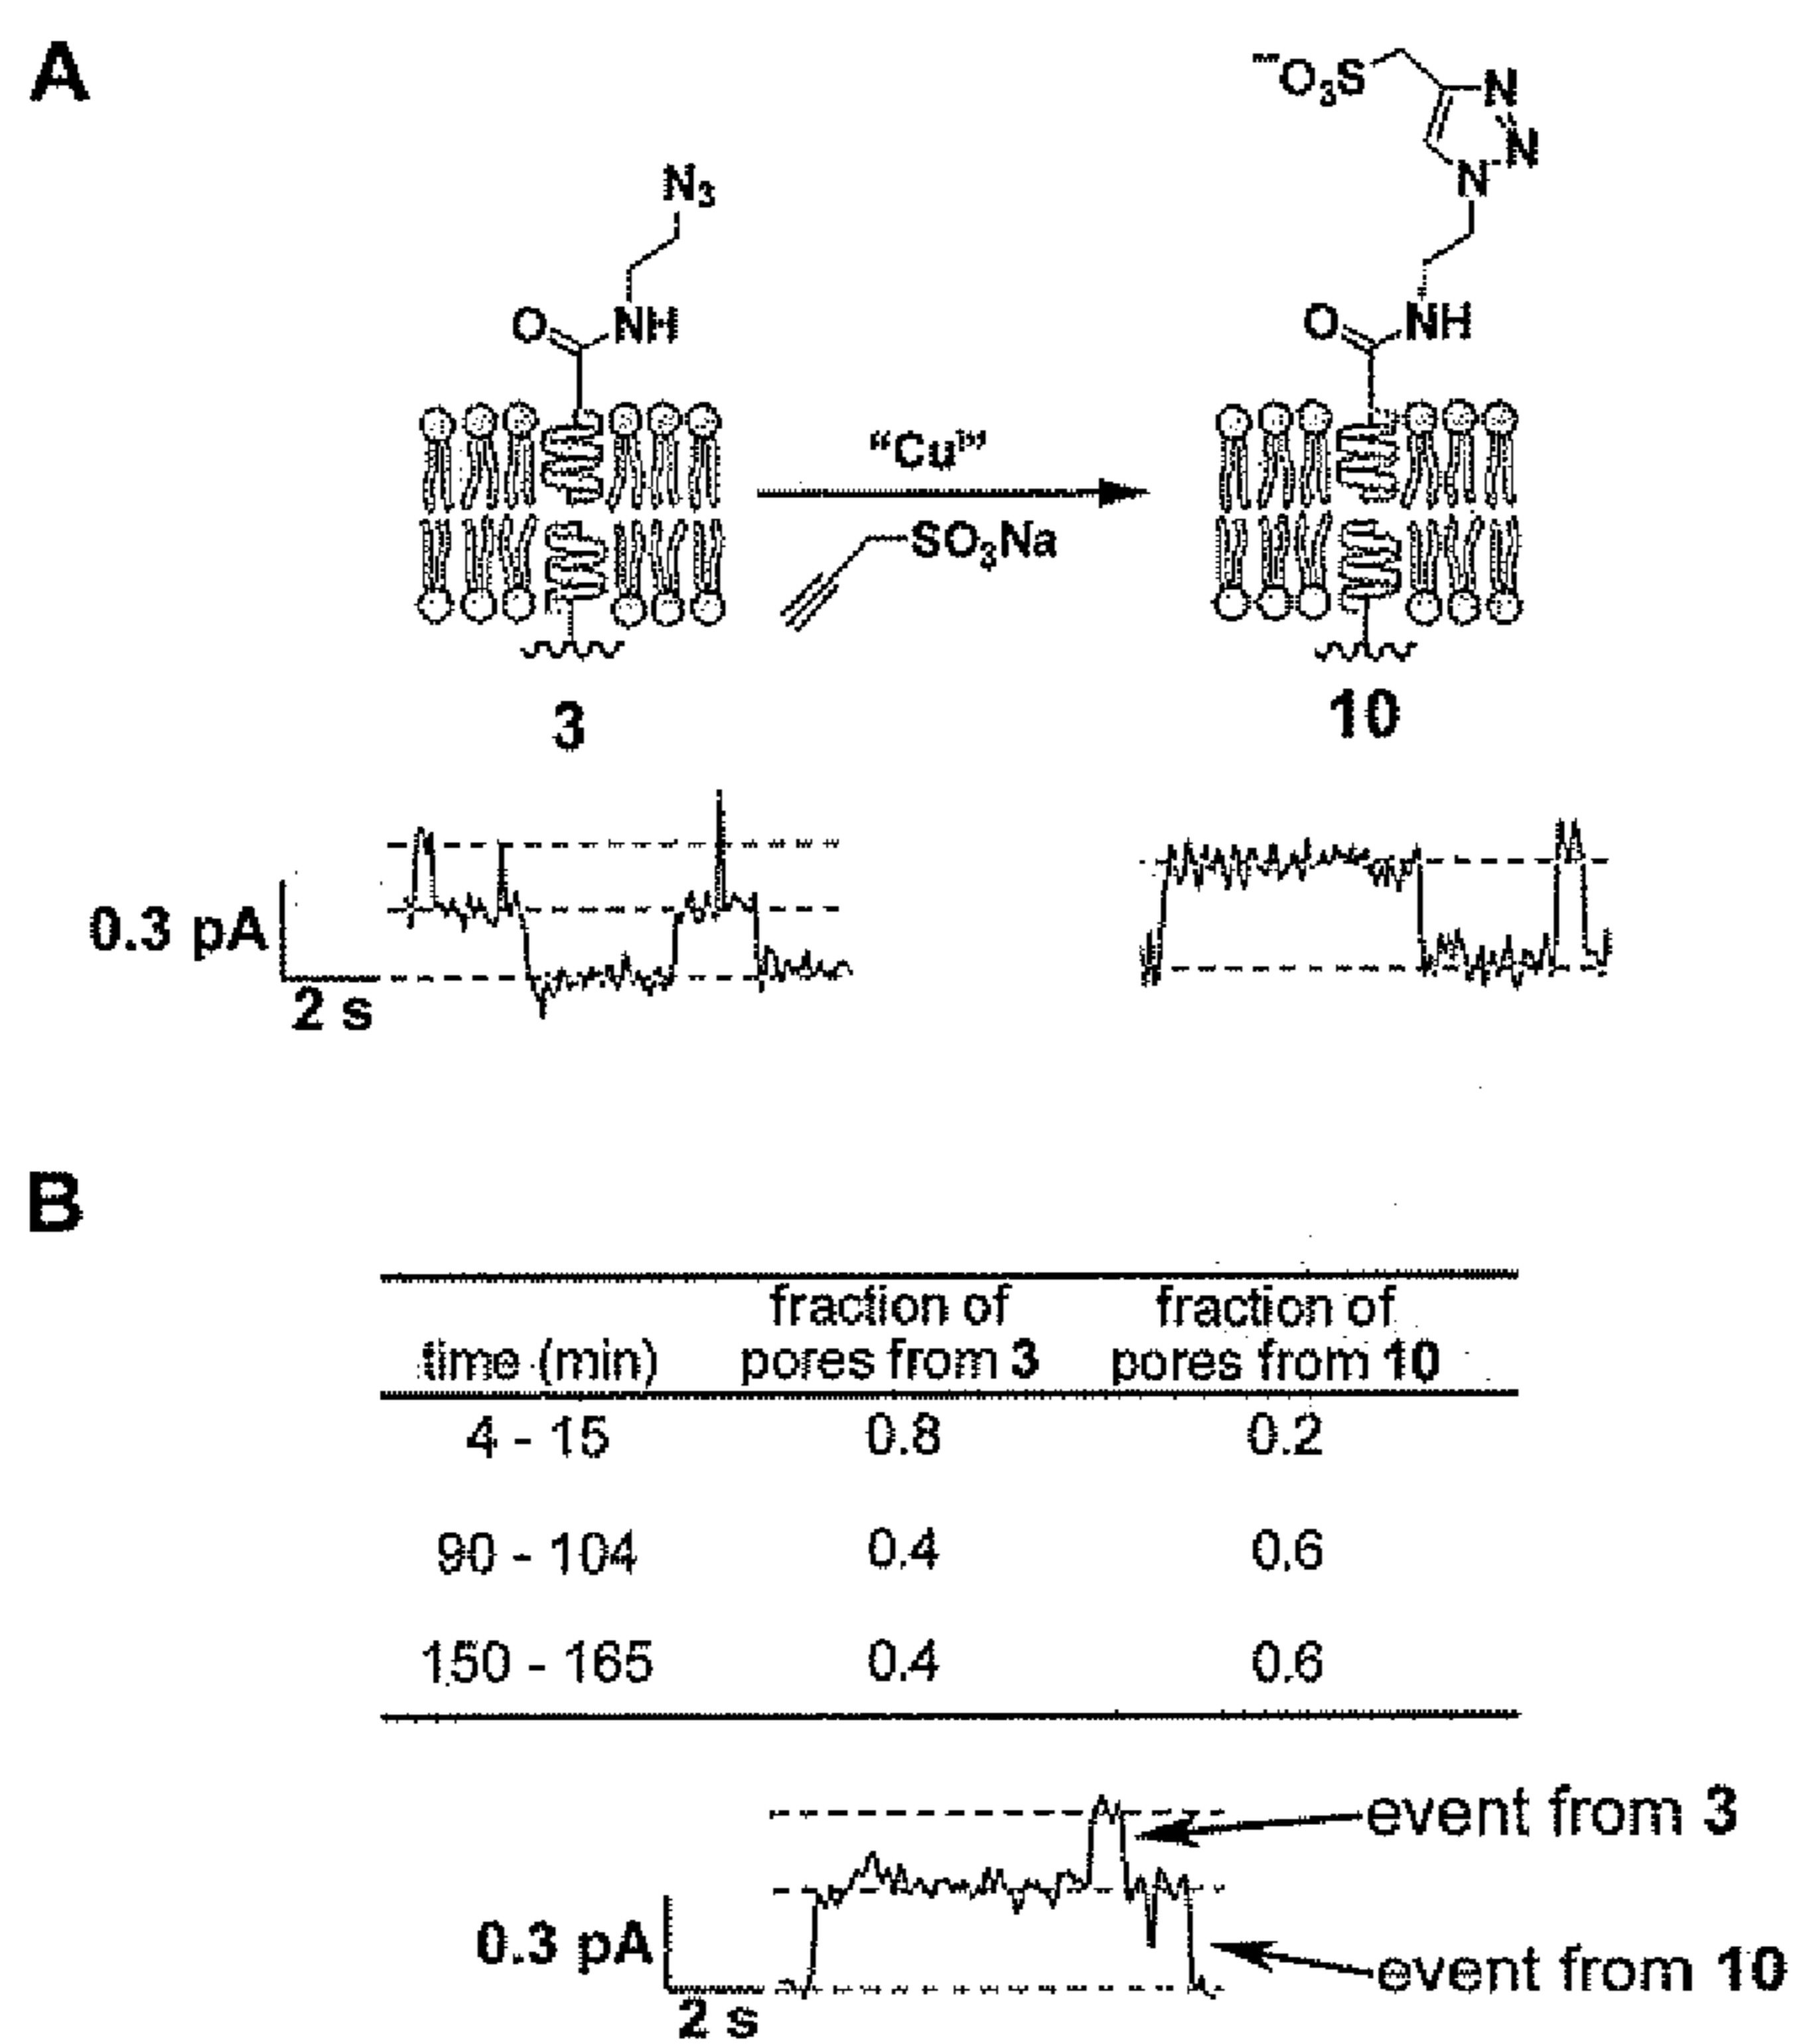 A
⁻O₃S
N
N
N
N₃
O
NH
O
NH
"Cuᴵ"
SO₃Na
3
10
0.3 pA
2 s
B
time (min) fraction of pores from 3 fraction of pores from 10
4 - 15 0.8 0.2
90 - 104 0.4 0.6
150 - 165 0.4 0.6
event from 3
0.3 pA
event from 10
2 s